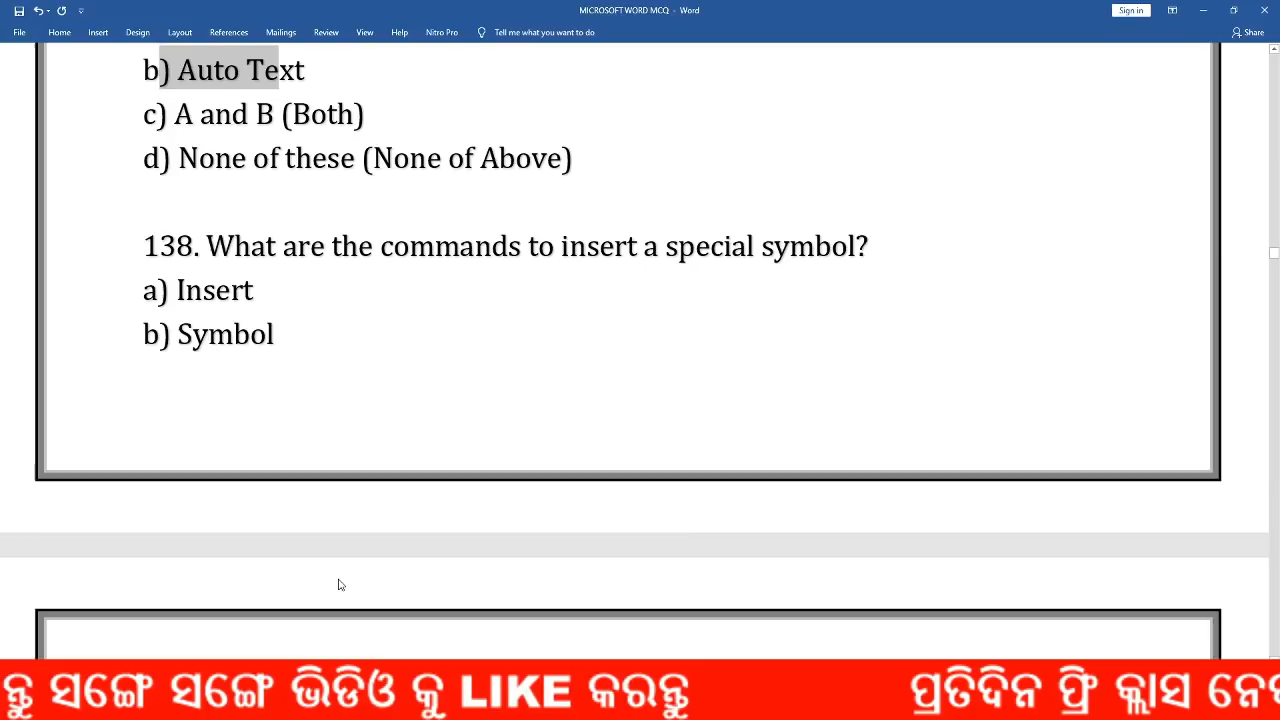 MICROSOFT WORD MCQ - Word
Sign in
File Home Insert Design Layout References Mailings Review View Help Nitro Pro Tell me what you want to do Share
b) Auto Text
c) A and B (Both)
d) None of these (None of Above)
138. What are the commands to insert a special symbol?
a) Insert
b) Symbol
ନ୍ତୁ ସଙ୍ଗେ ସଙ୍ଗେ ଭିଡିଓ କୁ LIKE କରନ୍ତୁ ପ୍ରତିଦିନ ଫ୍ରି କ୍ଲାସ